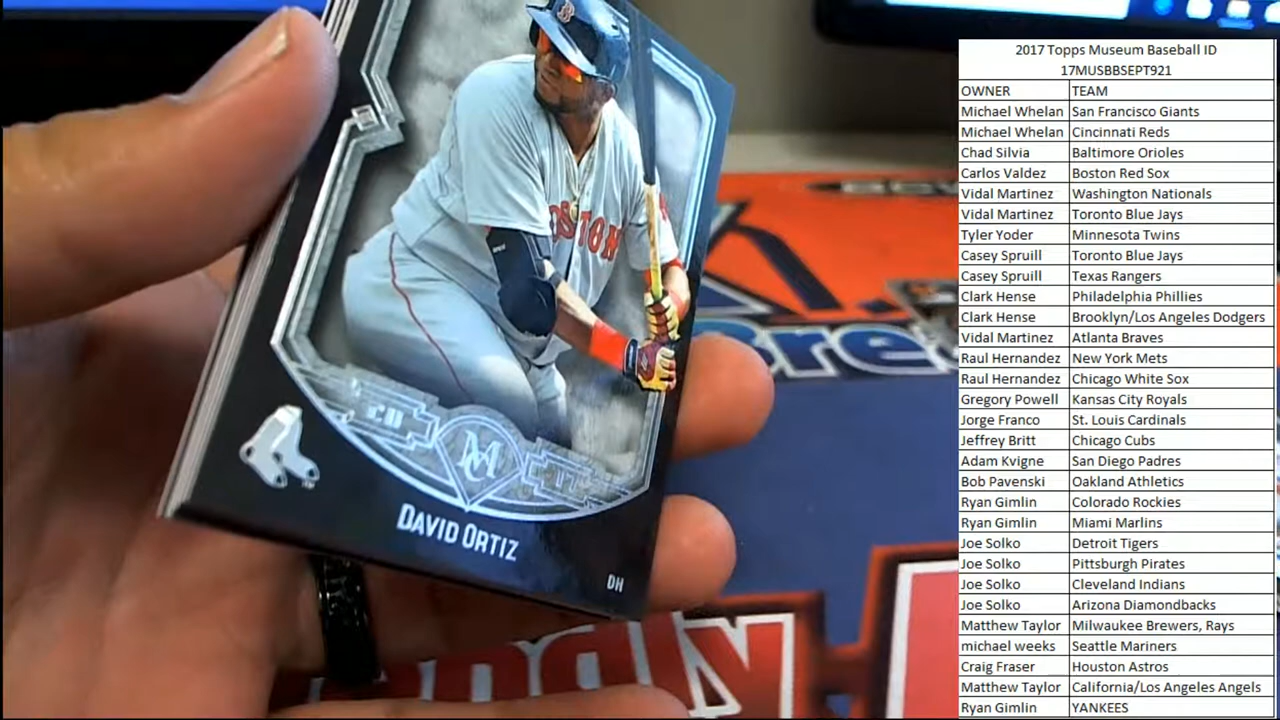 B
BOSTON
MC
DAVID ORTIZ
DH
Bre
2017 Topps Museum Baseball ID
17MUSBBSEPT921
OWNER TEAM
Michael Whelan San Francisco Giants
Michael Whelan Cincinnati Reds
Chad Silvia Baltimore Orioles
Carlos Valdez Boston Red Sox
Vidal Martinez Washington Nationals
Vidal Martinez Toronto Blue Jays
Tyler Yoder Minnesota Twins
Casey Spruill Toronto Blue Jays
Casey Spruill Texas Rangers
Clark Hense Philadelphia Phillies
Clark Hense Brooklyn/Los Angeles Dodgers
Vidal Martinez Atlanta Braves
Raul Hernandez New York Mets
Raul Hernandez Chicago White Sox
Gregory Powell Kansas City Royals
Jorge Franco St. Louis Cardinals
Jeffrey Britt Chicago Cubs
Adam Kvigne San Diego Padres
Bob Pavenski Oakland Athletics
Ryan Gimlin Colorado Rockies
Ryan Gimlin Miami Marlins
Joe Solko Detroit Tigers
Joe Solko Pittsburgh Pirates
Joe Solko Cleveland Indians
Joe Solko Arizona Diamondbacks
Matthew Taylor Milwaukee Brewers, Rays
michael weeks Seattle Mariners
Craig Fraser Houston Astros
Matthew Taylor California/Los Angeles Angels
Ryan Gimlin YANKEES